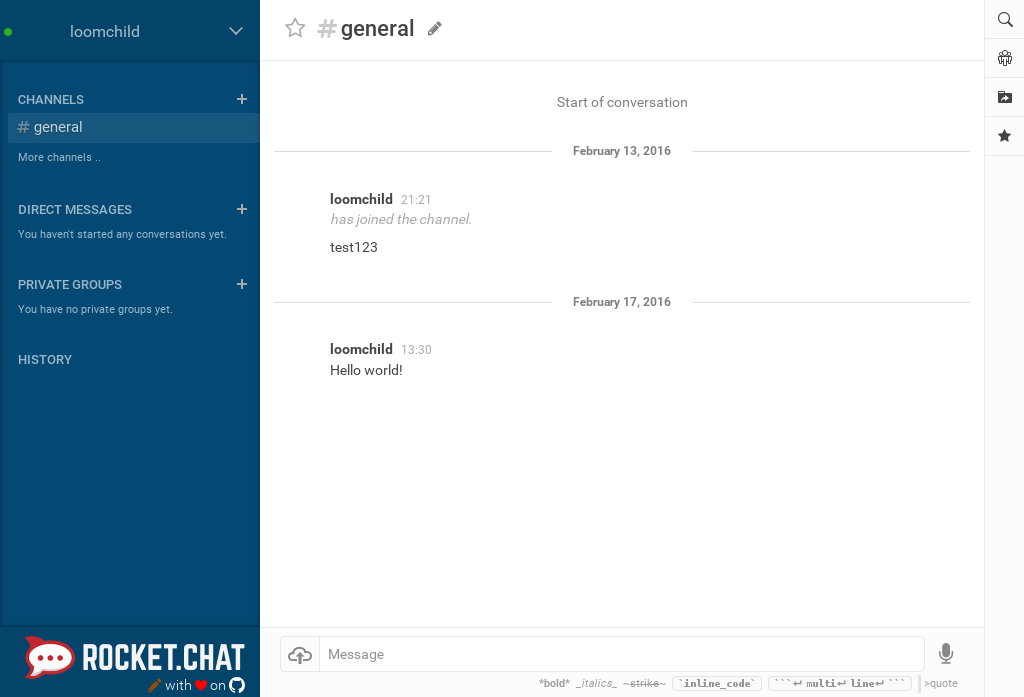 loomchild
CHANNELS
# general
More channels ..
DIRECT MESSAGES
You haven't started any conversations yet.
PRIVATE GROUPS
You have no private groups yet.
HISTORY
ROCKET.CHAT
with on
# general
Start of conversation
February 13, 2016
loomchild 21:21
has joined the channel.
test123
February 17, 2016
loomchild 13:30
Hello world!
Message
*bold* _italics_ ~strike~ `inline_code` ```↵ multi↵ line↵ ``` >quote